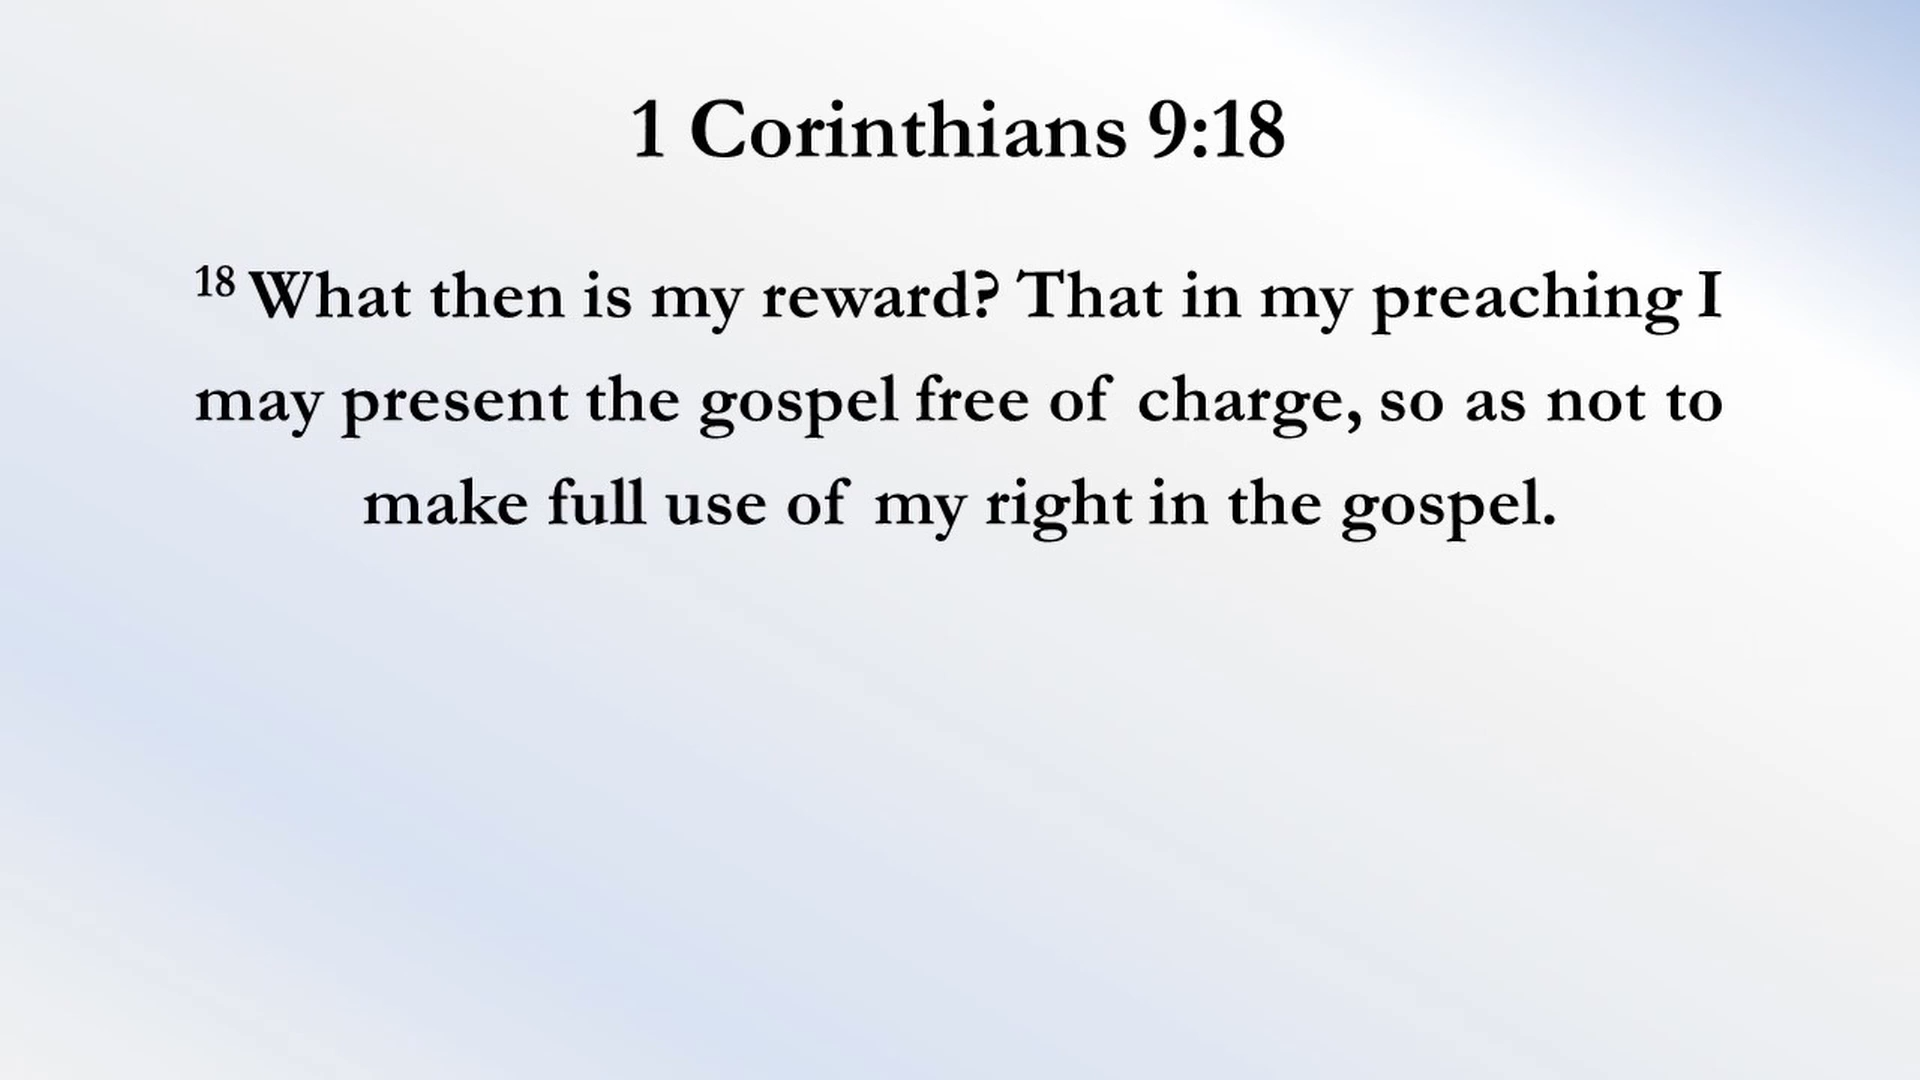 1 Corinthians 9:18
18 What then is my reward? That in my preaching I
may present the gospel free of charge, so as not to
make full use of my right in the gospel.